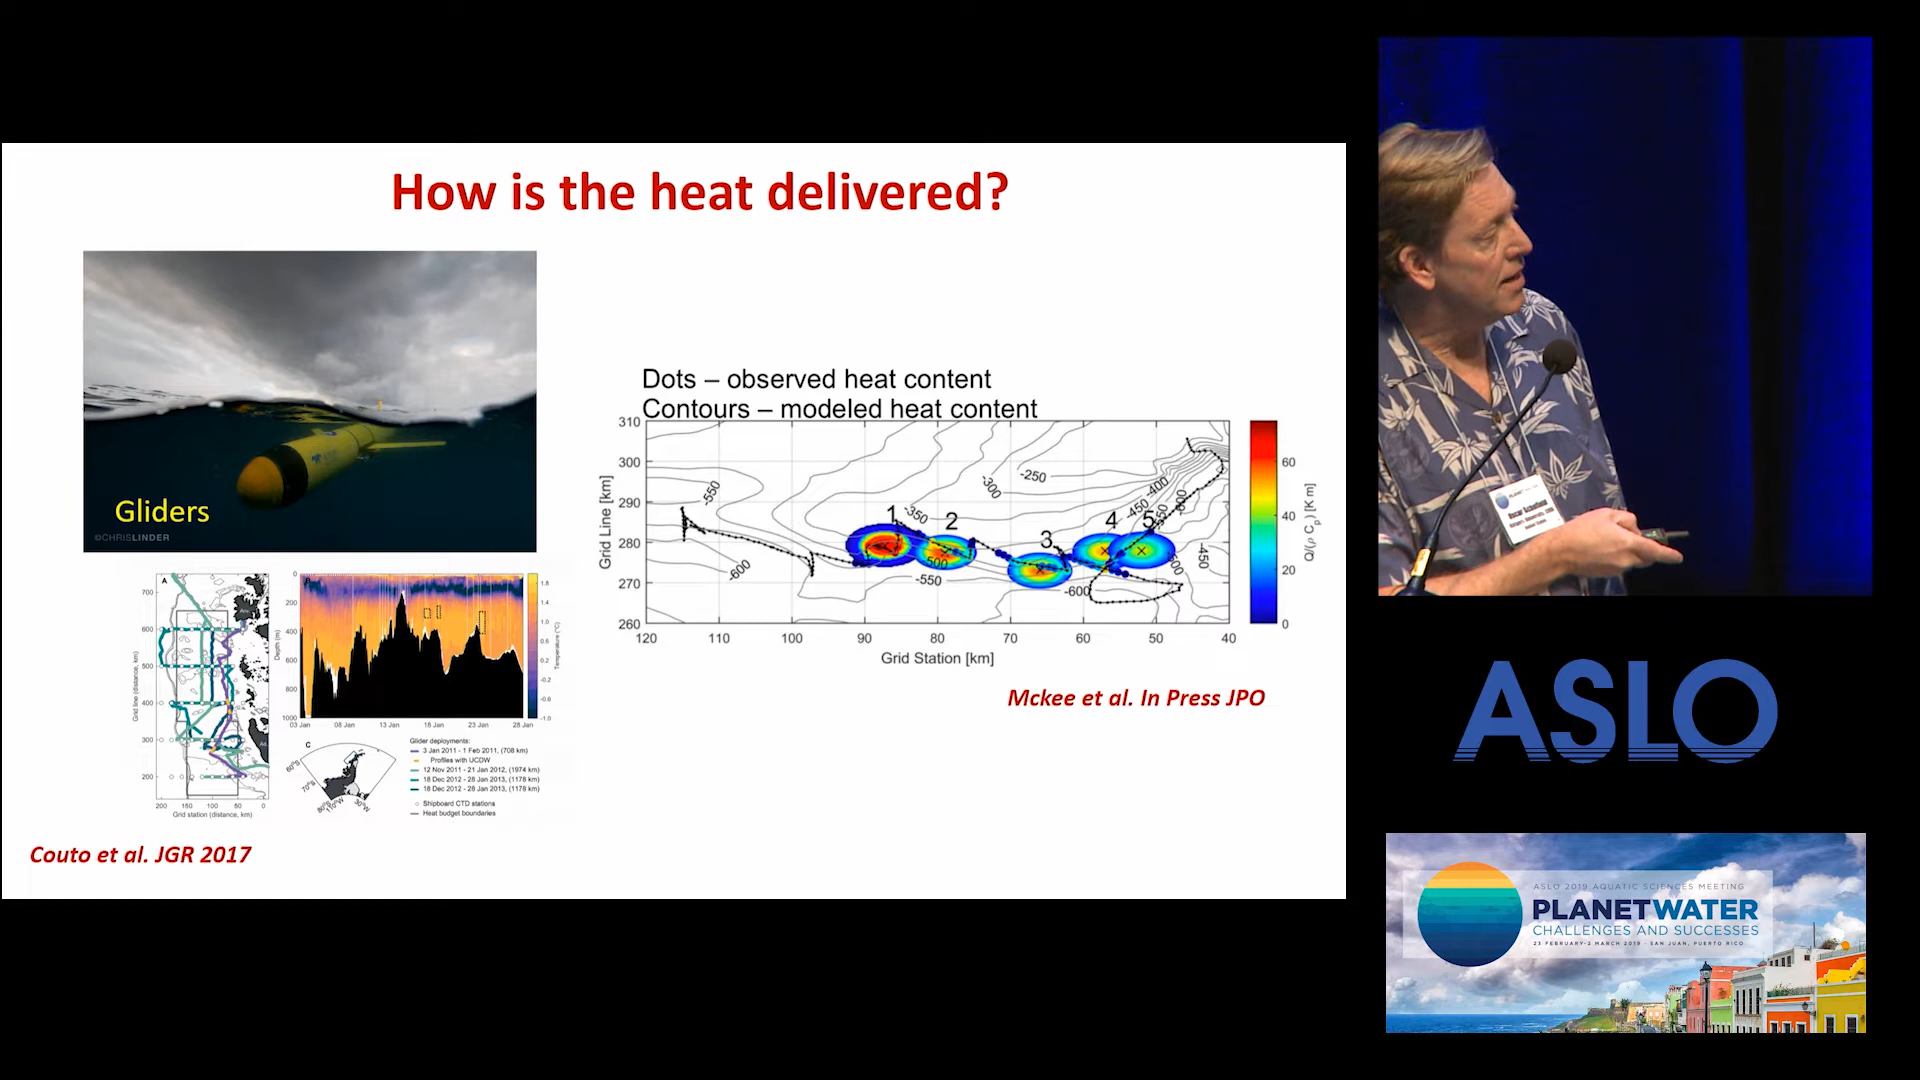 How is the heat delivered?
Gliders
©CHRISLINDER
Dots – observed heat content
Contours – modeled heat content
310
300
290
280
270
260
Grid Line [km]
120 110 100 90 80 70 60 50 40
Grid Station [km]
-550
-600
-350
-500
-550
-300
-250
-400
-450
-600
-450
1 2 3 4 5
60
40
20
0
Q/(ρ Cp) [K m]
Mckee et al. In Press JPO
A
700
600
500
400
300
200
Grid line (distance, km)
200 150 100 50 0
Grid station (distance, km)
0
200
400
600
800
1000
Depth (m)
03 Jan 08 Jan 13 Jan 18 Jan 23 Jan 28 Jan
1.8
1.4
1.0
0.6
0.2
-0.2
-0.6
-1.0
Temperature (°C)
C
60°S
70°S
80°S
110°W
30°W
Glider deployments:
3 Jan 2011 - 1 Feb 2011, (708 km)
Profiles with UCDW
12 Nov 2011 - 21 Jan 2012, (1974 km)
18 Dec 2012 - 28 Jan 2013, (1178 km)
18 Dec 2012 - 28 Jan 2013, (1178 km)
Shipboard CTD stations
Heat budget boundaries
Couto et al. JGR 2017
Oscar Schofield
ASLO
ASLO 2019 AQUATIC SCIENCES MEETING
PLANETWATER
CHALLENGES AND SUCCESSES
23 FEBRUARY-2 MARCH 2019 · SAN JUAN, PUERTO RICO